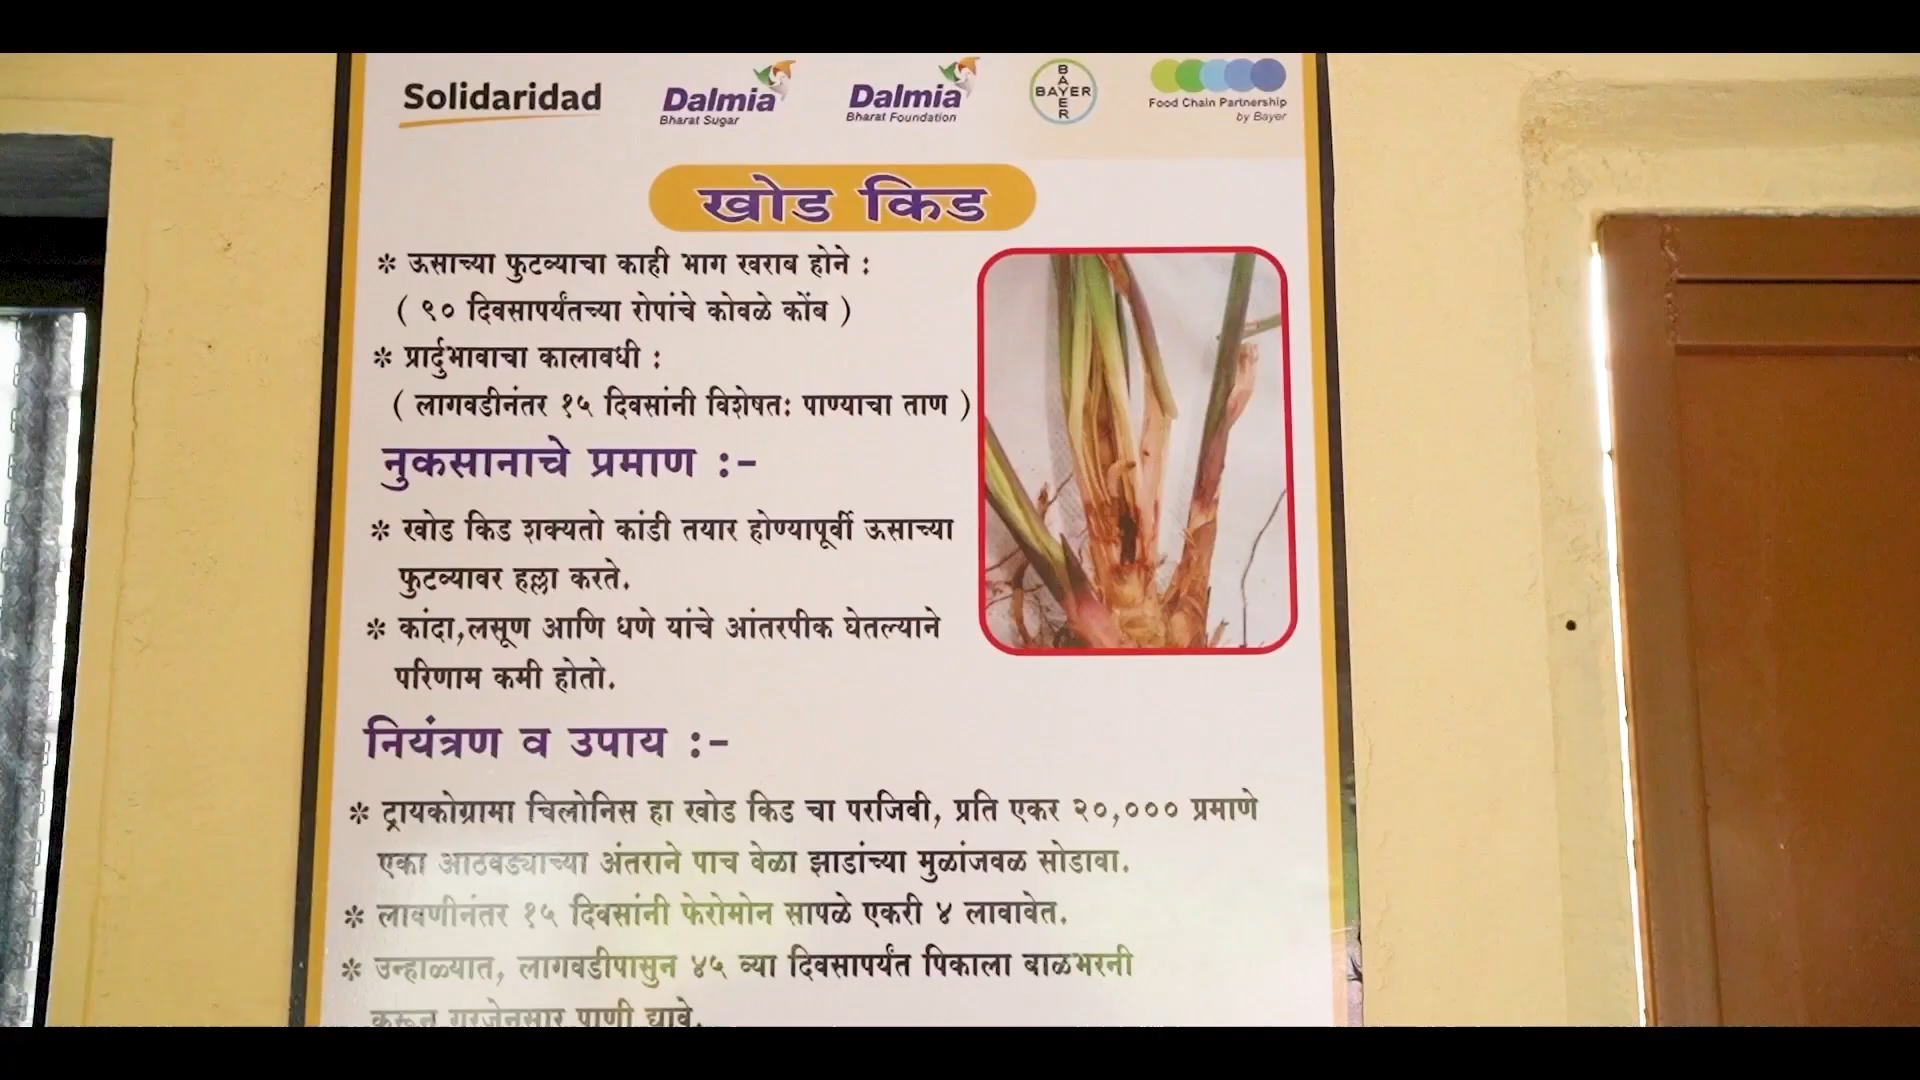 Solidaridad
Dalmia
Bharat Sugar
Dalmia
Bharat Foundation
BAYER
BAYER
Food Chain Partnership
by Bayer
खोड किड
* ऊसाच्या फुटव्याचा काही भाग खराब होने :
( ९० दिवसापर्यंतच्या रोपांचे कोवळे कोंब )
* प्रार्दुभावाचा कालावधी :
( लागवडीनंतर १५ दिवसांनी विशेषतः पाण्याचा ताण )
नुकसानाचे प्रमाण :-
* खोड किड शक्यतो कांडी तयार होण्यापूर्वी ऊसाच्या
फुटव्यावर हल्ला करते.
* कांदा,लसूण आणि धणे यांचे आंतरपीक घेतल्याने
परिणाम कमी होतो.
नियंत्रण व उपाय :-
* ट्रायकोग्रामा चिलोनिस हा खोड किड चा परजिवी, प्रति एकर २०,००० प्रमाणे
एका आठवड्याच्या अंतराने पाच वेळा झाडांच्या मुळांजवळ सोडावा.
* लावणीनंतर १५ दिवसांनी फेरोमोन सापळे एकरी ४ लावावेत.
* उन्हाळ्यात, लागवडीपासुन ४५ व्या दिवसापर्यंत पिकाला बाळभरनी
करून गरजेनुसार पाणी द्यावे.